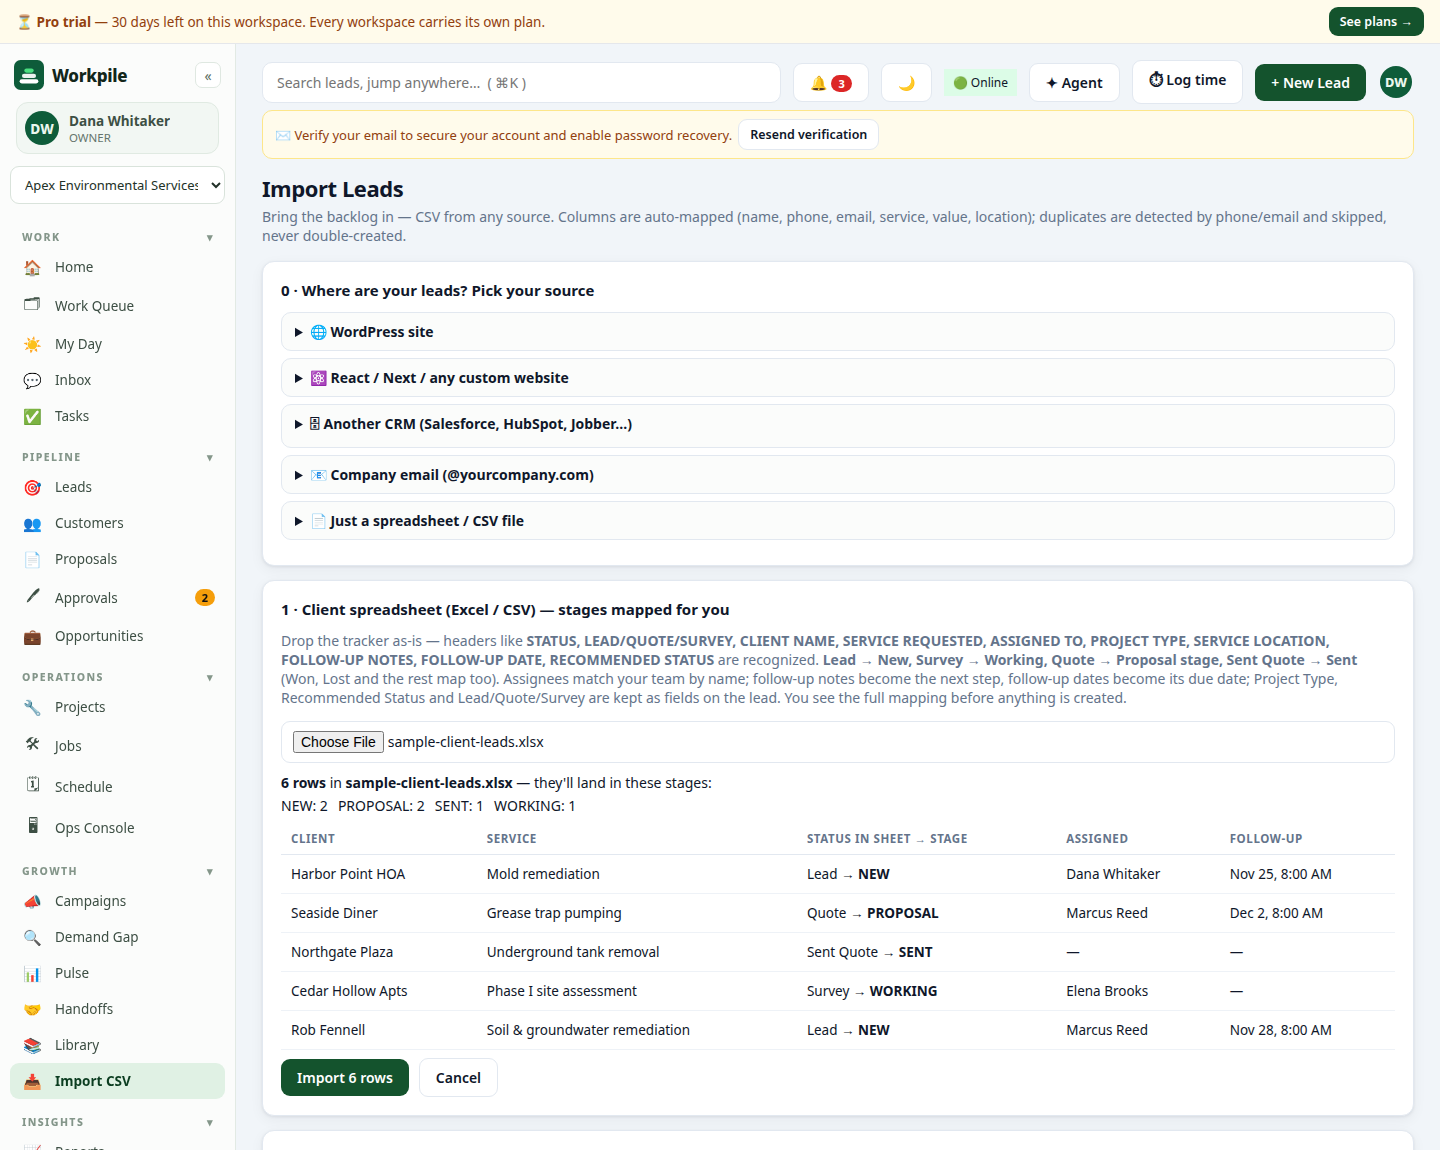 ⏳ Pro trial — 30 days left on this workspace. Every workspace carries its own plan.
See plans →
Workpile
«
DW
Dana Whitaker
OWNER
Apex Environmental Services
WORK
Home
Work Queue
My Day
Inbox
Tasks
PIPELINE
Leads
Customers
Proposals
Approvals
2
Opportunities
OPERATIONS
Projects
Jobs
Schedule
Ops Console
GROWTH
Campaigns
Demand Gap
Pulse
Handoffs
Library
Import CSV
INSIGHTS
Search leads, jump anywhere... (⌘K)
🔔 3
🌙
🟢 Online
✦ Agent
⏱ Log time
+ New Lead
DW
✉️ Verify your email to secure your account and enable password recovery.
Resend verification
Import Leads
Bring the backlog in — CSV from any source. Columns are auto-mapped (name, phone, email, service, value, location); duplicates are detected by phone/email and skipped,
never double-created.
0 · Where are your leads? Pick your source
▶ 🌐 WordPress site
▶ ⚛️ React / Next / any custom website
▶ 🗄 Another CRM (Salesforce, HubSpot, Jobber...)
▶ 📧 Company email (@yourcompany.com)
▶ 📄 Just a spreadsheet / CSV file
1 · Client spreadsheet (Excel / CSV) — stages mapped for you
Drop the tracker as-is — headers like STATUS, LEAD/QUOTE/SURVEY, CLIENT NAME, SERVICE REQUESTED, ASSIGNED TO, PROJECT TYPE, SERVICE LOCATION,
FOLLOW-UP NOTES, FOLLOW-UP DATE, RECOMMENDED STATUS are recognized. Lead → New, Survey → Working, Quote → Proposal stage, Sent Quote → Sent
(Won, Lost and the rest map too). Assignees match your team by name; follow-up notes become the next step, follow-up dates become its due date; Project Type,
Recommended Status and Lead/Quote/Survey are kept as fields on the lead. You see the full mapping before anything is created.
Choose File sample-client-leads.xlsx
6 rows in sample-client-leads.xlsx — they'll land in these stages:
NEW: 2 PROPOSAL: 2 SENT: 1 WORKING: 1
CLIENT SERVICE STATUS IN SHEET → STAGE ASSIGNED FOLLOW-UP
Harbor Point HOA Mold remediation Lead → NEW Dana Whitaker Nov 25, 8:00 AM
Seaside Diner Grease trap pumping Quote → PROPOSAL Marcus Reed Dec 2, 8:00 AM
Northgate Plaza Underground tank removal Sent Quote → SENT — —
Cedar Hollow Apts Phase I site assessment Survey → WORKING Elena Brooks —
Rob Fennell Soil & groundwater remediation Lead → NEW Marcus Reed Nov 28, 8:00 AM
Import 6 rows
Cancel